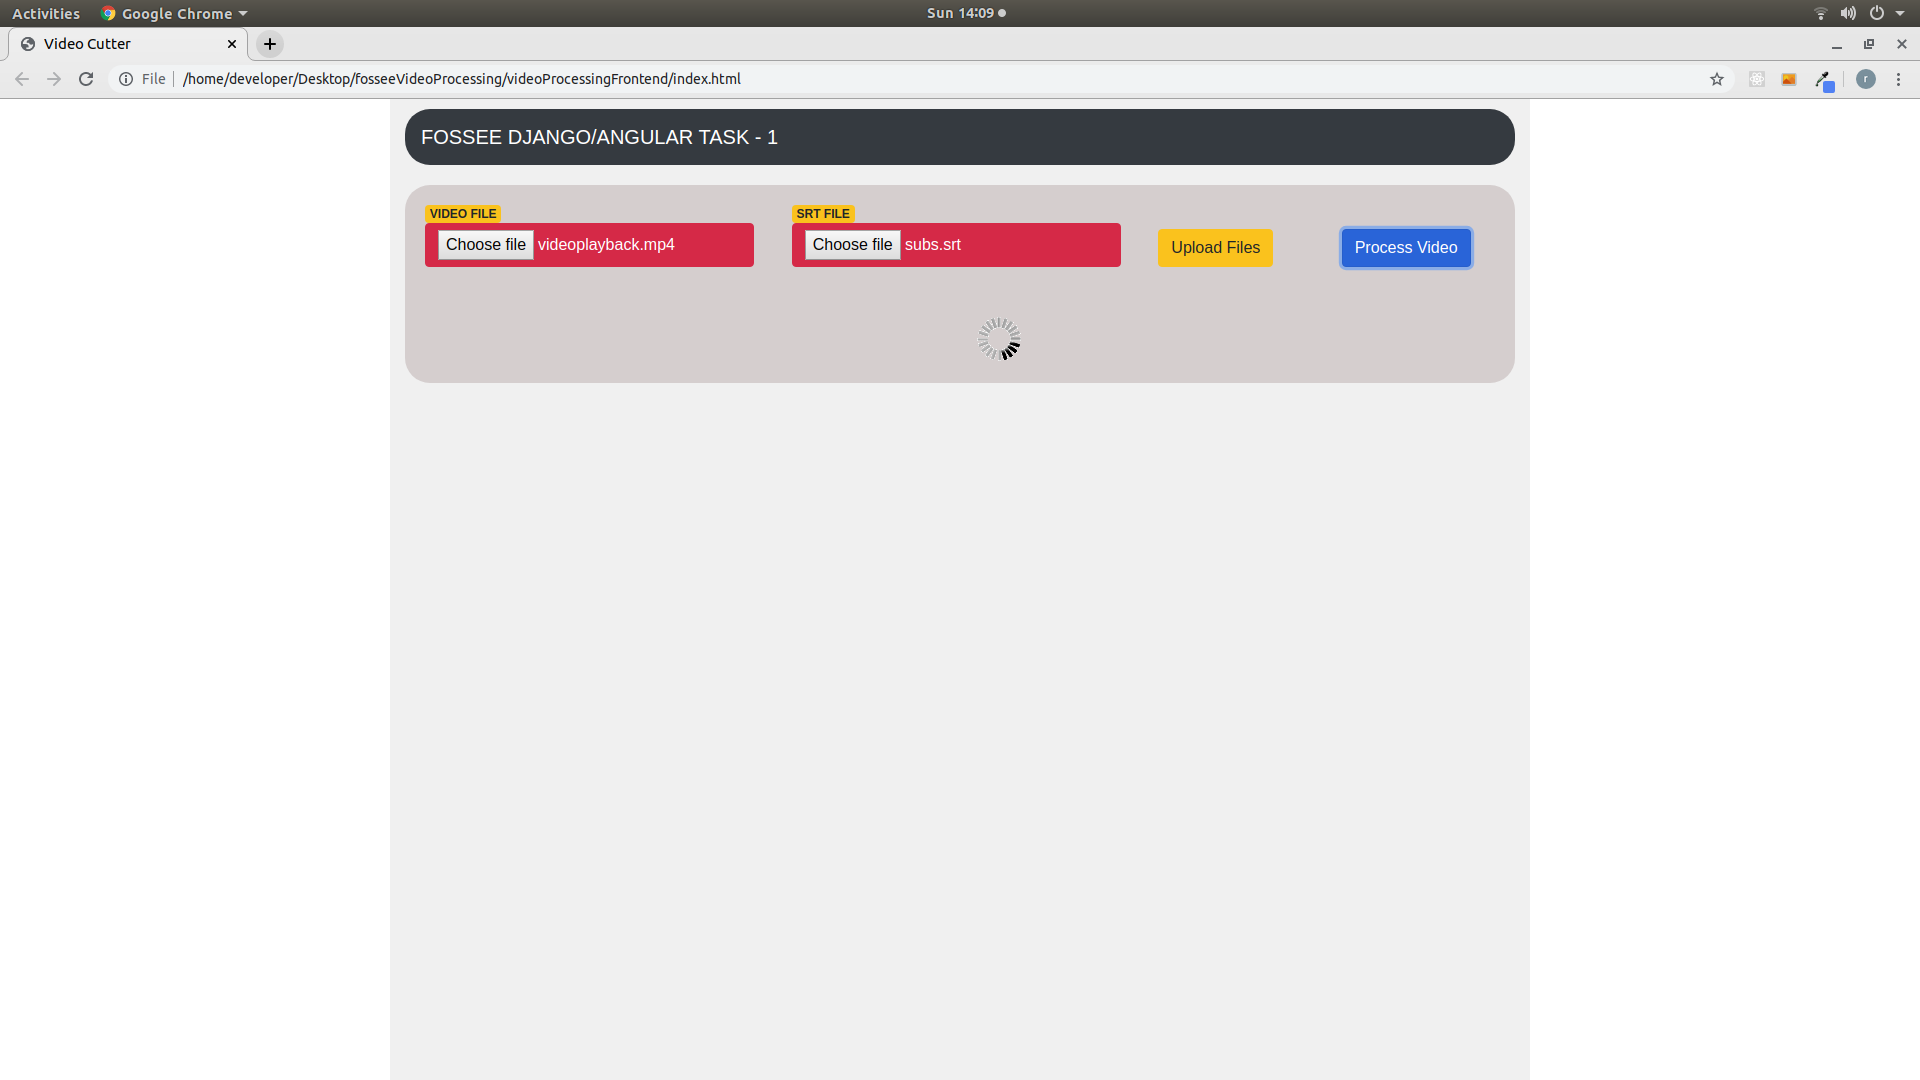 Activities Google Chrome Sun 14:09
Video Cutter
File /home/developer/Desktop/fosseeVideoProcessing/videoProcessingFrontend/index.html r
FOSSEE DJANGO/ANGULAR TASK - 1
VIDEO FILE SRT FILE
Choose file videoplayback.mp4 Choose file subs.srt Upload Files Process Video